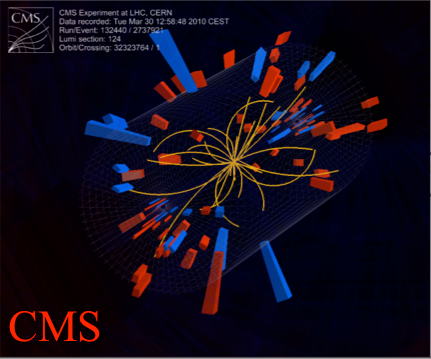 CMS
CMS Experiment at LHC, CERN
Data recorded: Tue Mar 30 12:58:48 2010 CEST
Run/Event: 132440 / 2737921
Lumi section: 124
Orbit/Crossing: 32323764 / 1
CMS